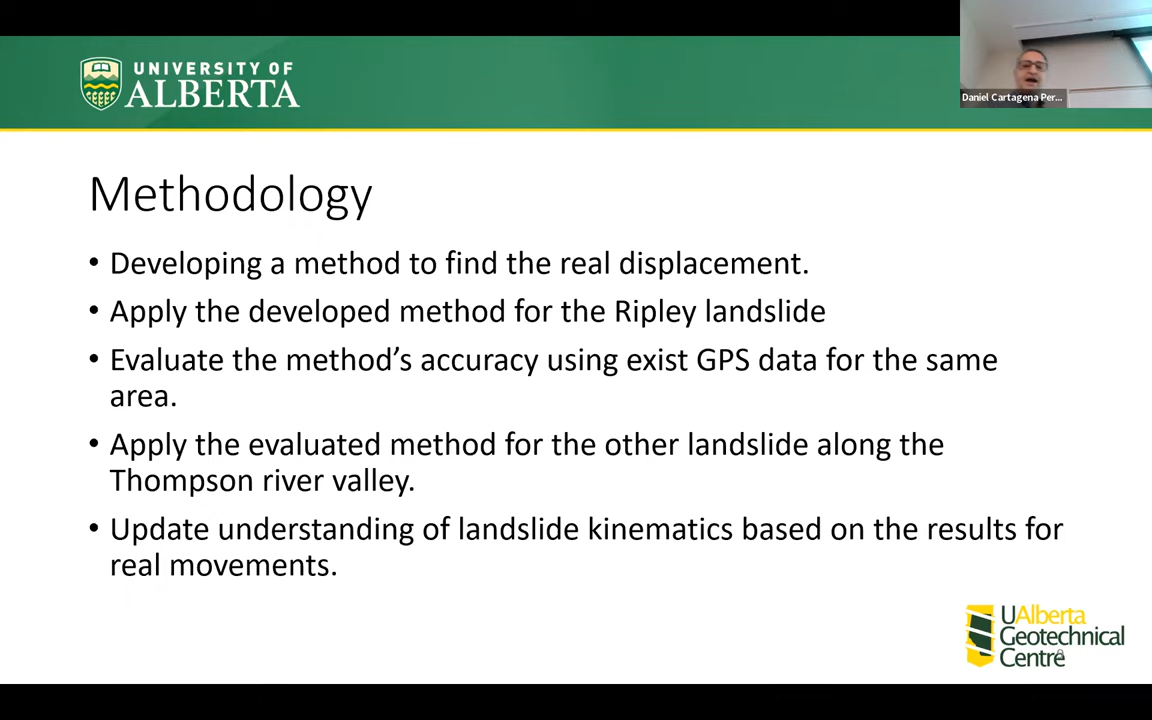 UNIVERSITY OF
ALBERTA
Daniel Cartagena Per...
Methodology
• Developing a method to find the real displacement.
• Apply the developed method for the Ripley landslide
• Evaluate the method’s accuracy using exist GPS data for the same
area.
• Apply the evaluated method for the other landslide along the
Thompson river valley.
• Update understanding of landslide kinematics based on the results for
real movements.
UAlberta
Geotechnical
Centre